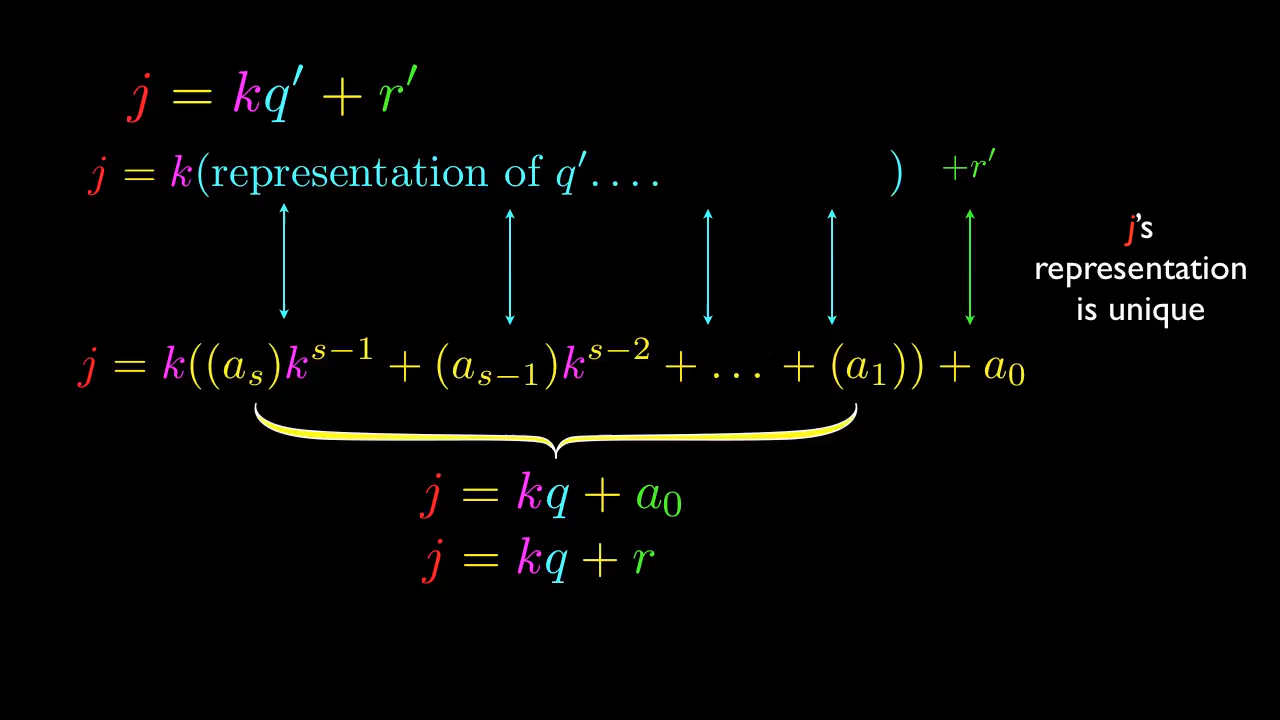 j = kq′ + r′
j = k(representation of q′.... ) +r′
j's
representation
is unique
j = k((a_s)k^{s−1} + (a_{s−1})k^{s−2} + ... + (a_1)) + a_0
j = kq + a_0
j = kq + r